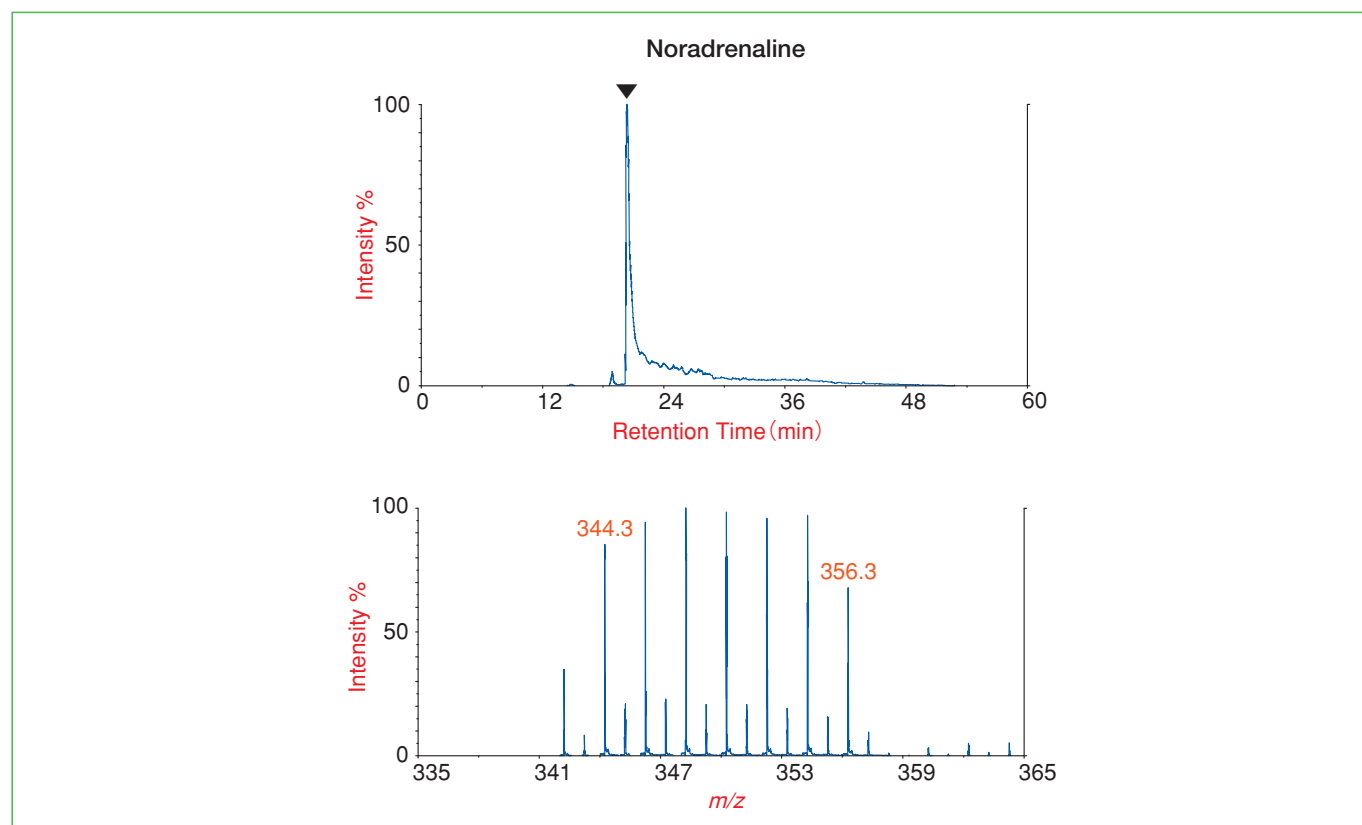 Noradrenaline
100
50
0
Intensity %
0 12 24 36 48 60
Retention Time(min)
100
344.3
356.3
50
0
Intensity %
335 341 347 353 359 365
m/z